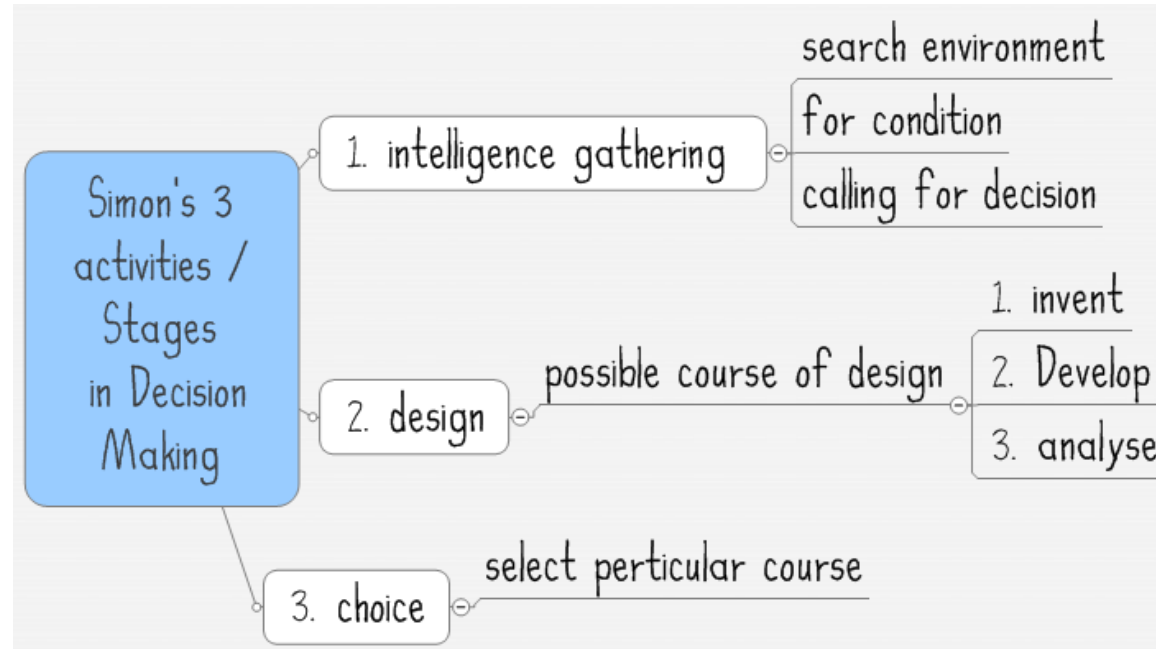 Simon's 3
activities /
Stages
in Decision
Making
1. intelligence gathering
search environment
for condition
calling for decision
2. design
possible course of design
1. invent
2. Develop
3. analyse
3. choice
select perticular course